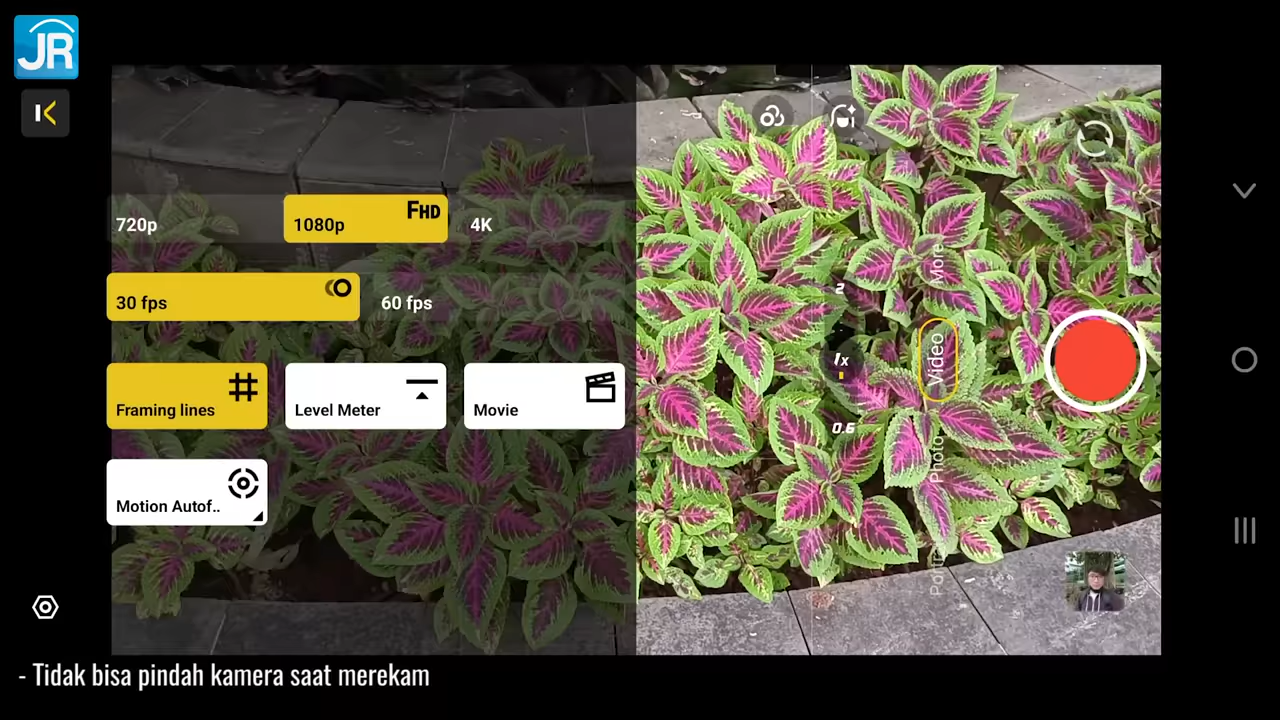 JR
720p
1080p
FHD
4K
30 fps
60 fps
Framing lines
Level Meter
Movie
Motion Autof..
2
1x
0.6
More
Video
Photo
- Tidak bisa pindah kamera saat merekam